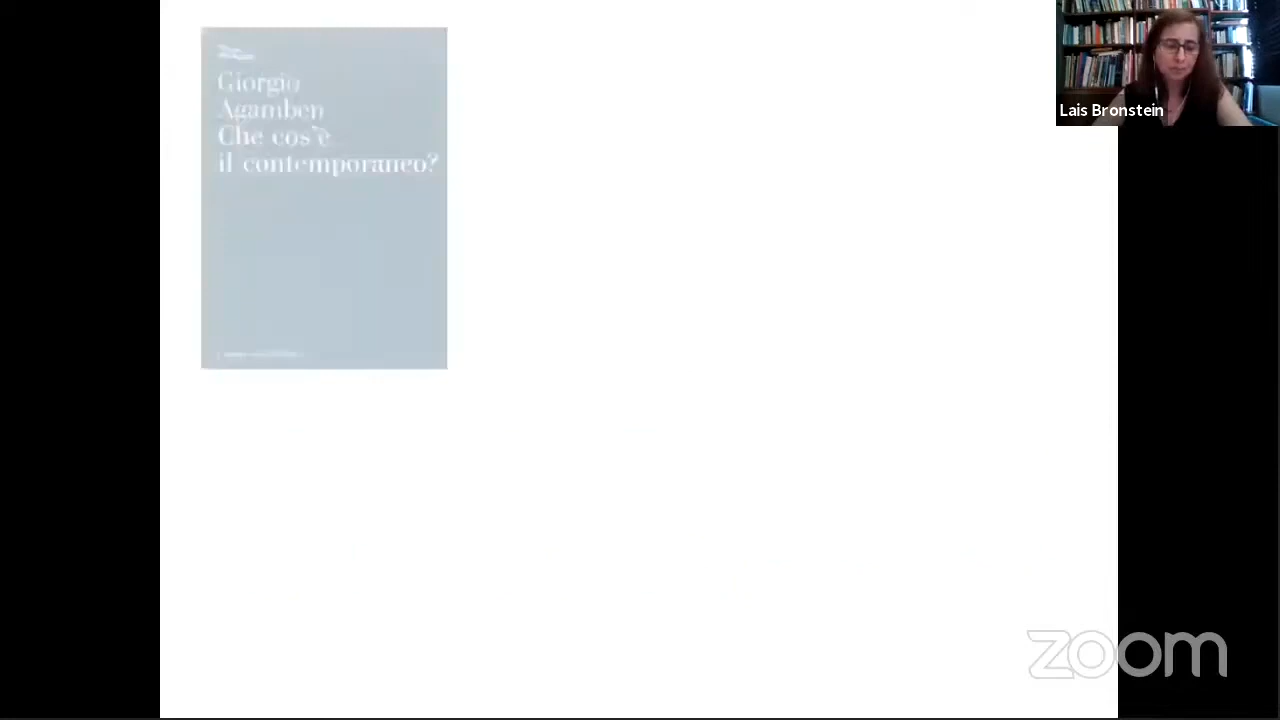 Giorgio
Agamben
Che cos'è
il contemporaneo?
Lais Bronstein
zoom